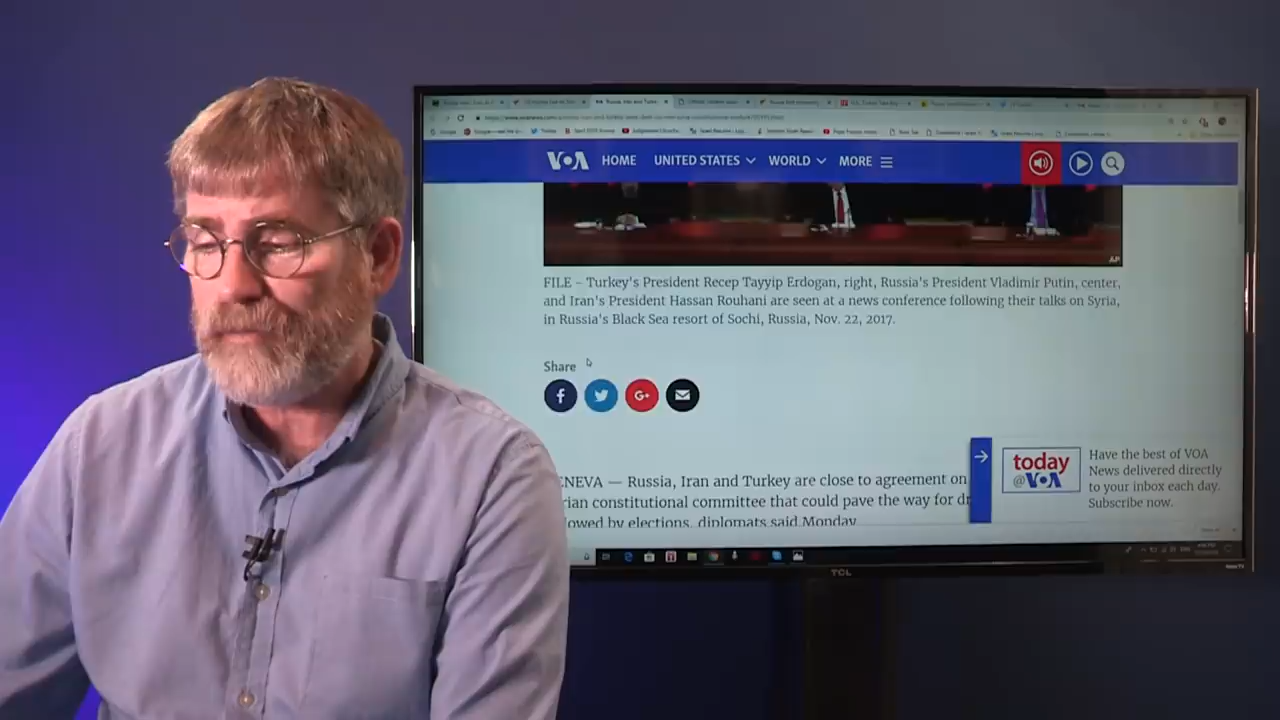 VOA HOME UNITED STATES WORLD MORE
AP
FILE - Turkey's President Recep Tayyip Erdogan, right, Russia's President Vladimir Putin, center,
and Iran's President Hassan Rouhani are seen at a news conference following their talks on Syria,
in Russia's Black Sea resort of Sochi, Russia, Nov. 22, 2017.
Share
f G+
today
@VOA
Have the best of VOA
News delivered directly
to your inbox each day.
Subscribe now.
ENEVA — Russia, Iran and Turkey are close to agreement on
rian constitutional committee that could pave the way for dr
lowed by elections, diplomats said Monday
TCL